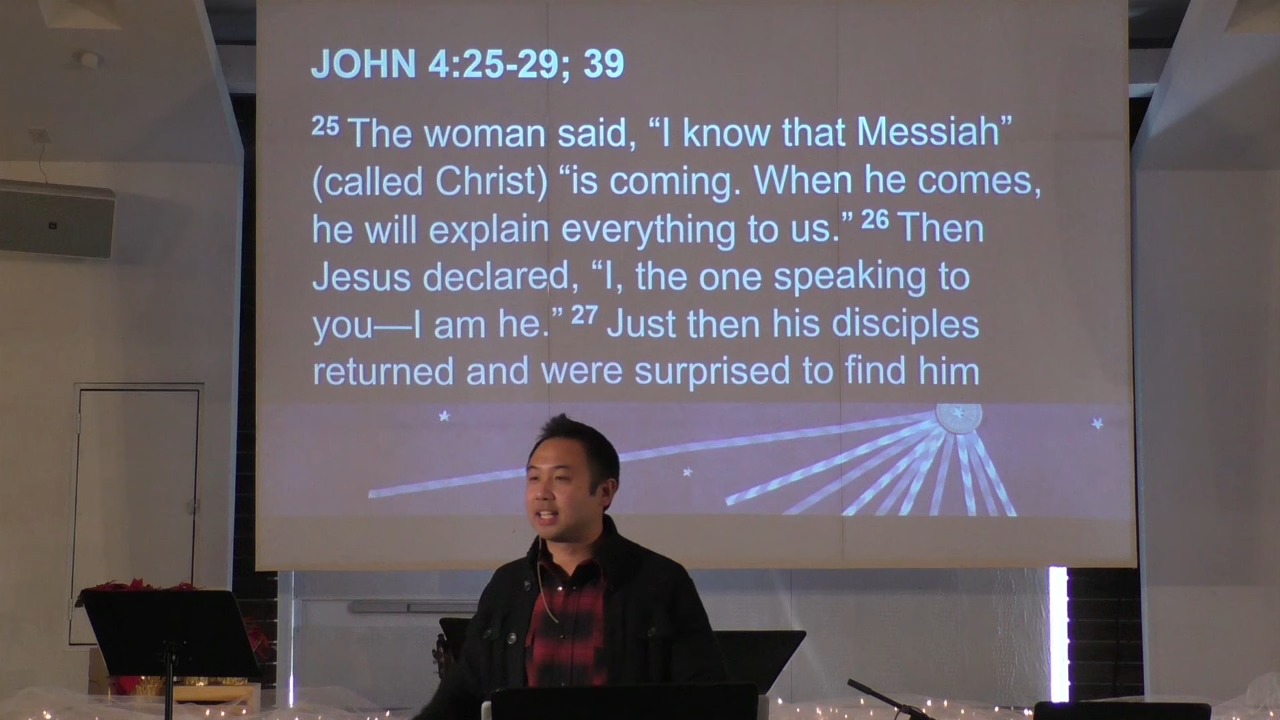 JOHN 4:25-29; 39
25 The woman said, “I know that Messiah”
(called Christ) “is coming. When he comes,
he will explain everything to us.” 26 Then
Jesus declared, “I, the one speaking to
you—I am he.” 27 Just then his disciples
returned and were surprised to find him